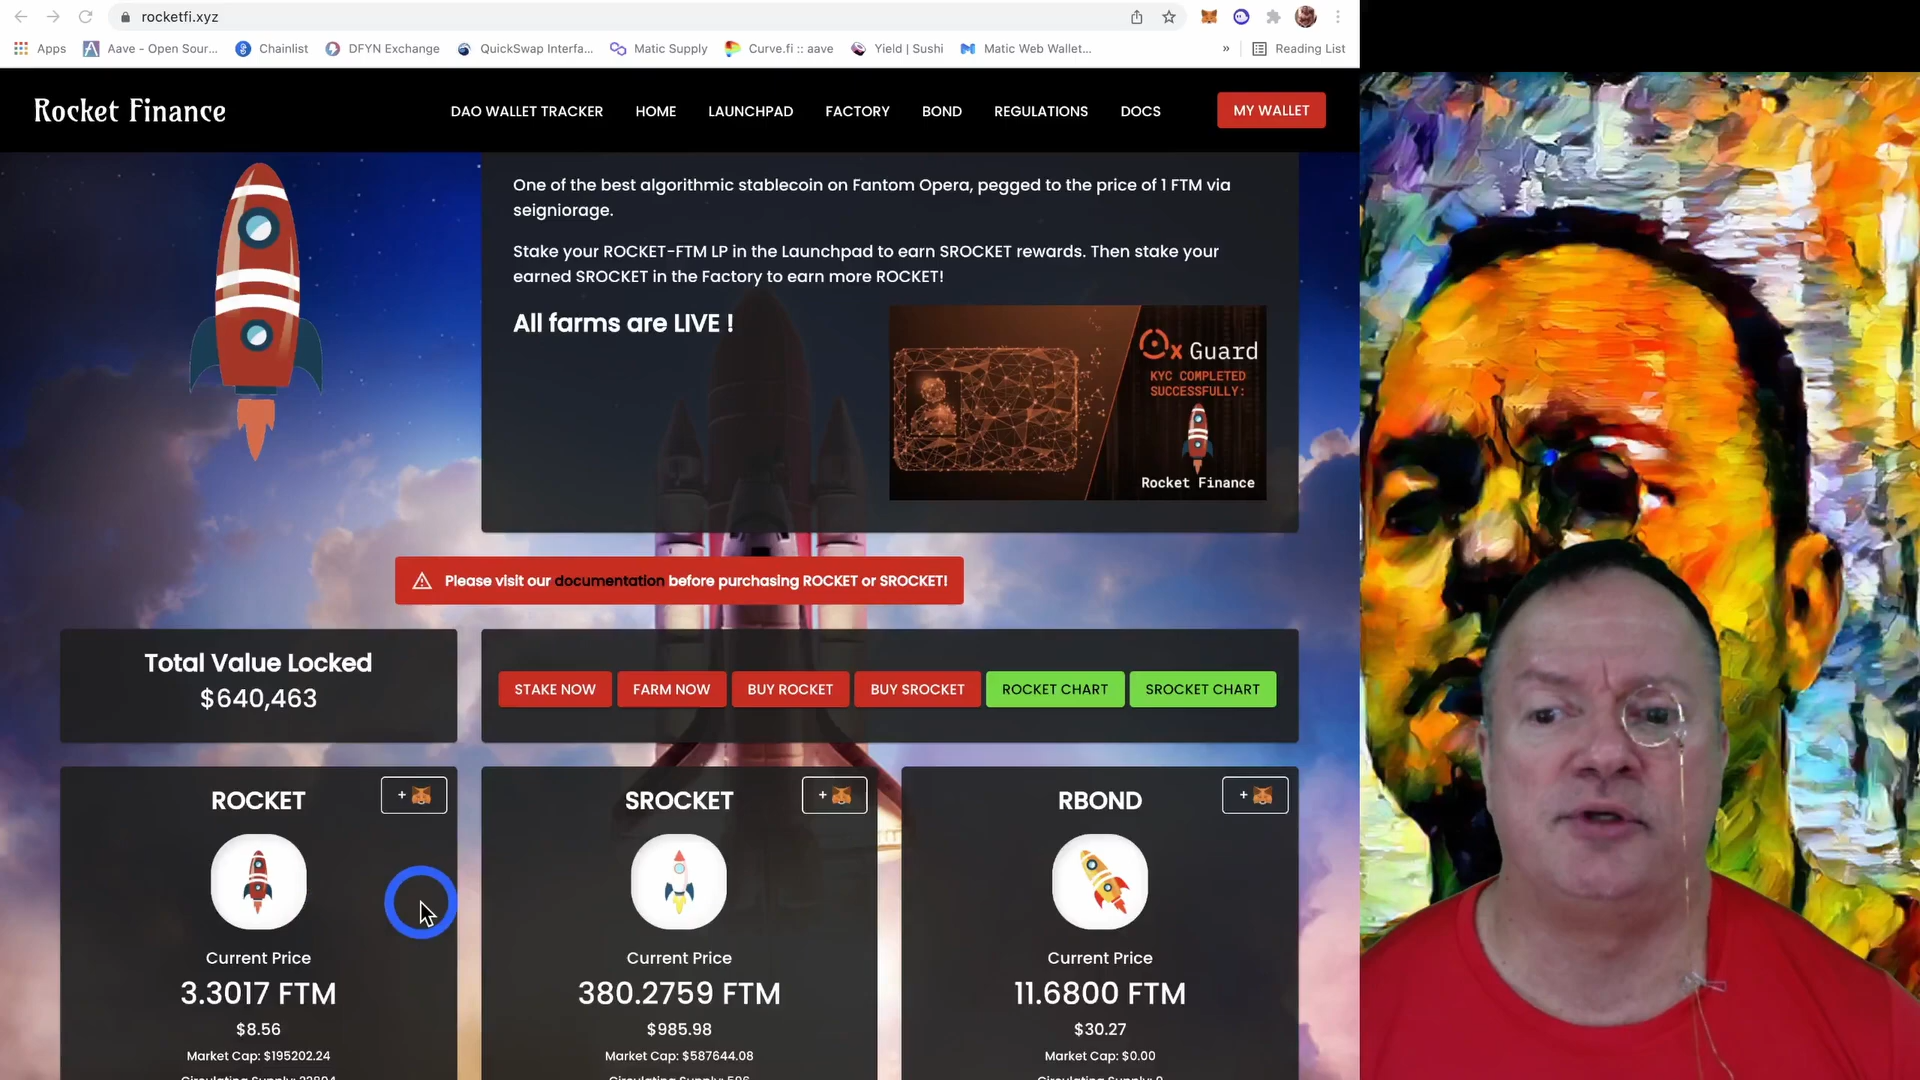 rocketfi.xyz
Apps Aave - Open Sour... Chainlist DFYN Exchange QuickSwap Interfa... Matic Supply Curve.fi :: aave Yield | Sushi Matic Web Wallet... » Reading List
Rocket Finance DAO WALLET TRACKER HOME LAUNCHPAD FACTORY BOND REGULATIONS DOCS MY WALLET
One of the best algorithmic stablecoin on Fantom Opera, pegged to the price of 1 FTM via
seigniorage.
Stake your ROCKET-FTM LP in the Launchpad to earn SROCKET rewards. Then stake your
earned SROCKET in the Factory to earn more ROCKET!
All farms are LIVE !
0x Guard
KYC COMPLETED
SUCCESSFULLY:
Rocket Finance
Please visit our documentation before purchasing ROCKET or SROCKET!
Total Value Locked
$640,463
STAKE NOW FARM NOW BUY ROCKET BUY SROCKET ROCKET CHART SROCKET CHART
ROCKET
+
Current Price
3.3017 FTM
$8.56
Market Cap: $195202.24
SROCKET
+
Current Price
380.2759 FTM
$985.98
Market Cap: $587644.08
RBOND
+
Current Price
11.6800 FTM
$30.27
Market Cap: $0.00